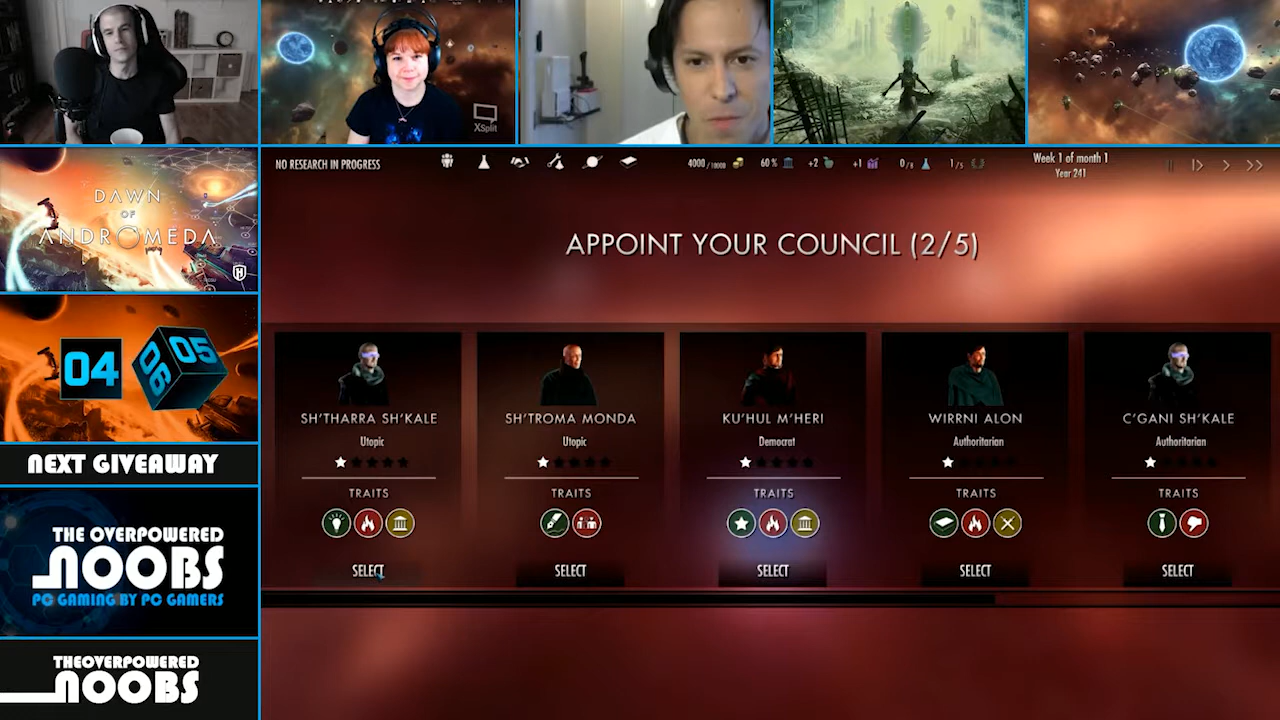 XSplit
DAWN
OF
ANDROMEDA
04
05
06
NEXT GIVEAWAY
THE OVERPOWERED
NOOBS
PC GAMING BY PC GAMERS
THEOVERPOWERED
NOOBS
NO RESEARCH IN PROGRESS
4000/10000 60% +2 +1 0/8 1/5
Week 1 of month 1
Year 241
APPOINT YOUR COUNCIL (2/5)
SH'THARRA SH'KALE
Utopic
TRAITS
SELECT
SH'TROMA MONDA
Utopic
TRAITS
SELECT
KU'HUL M'HERI
Democrat
TRAITS
SELECT
WIRRNI ALON
Authoritarian
TRAITS
SELECT
C'GANI SH'KALE
Authoritarian
TRAITS
SELECT